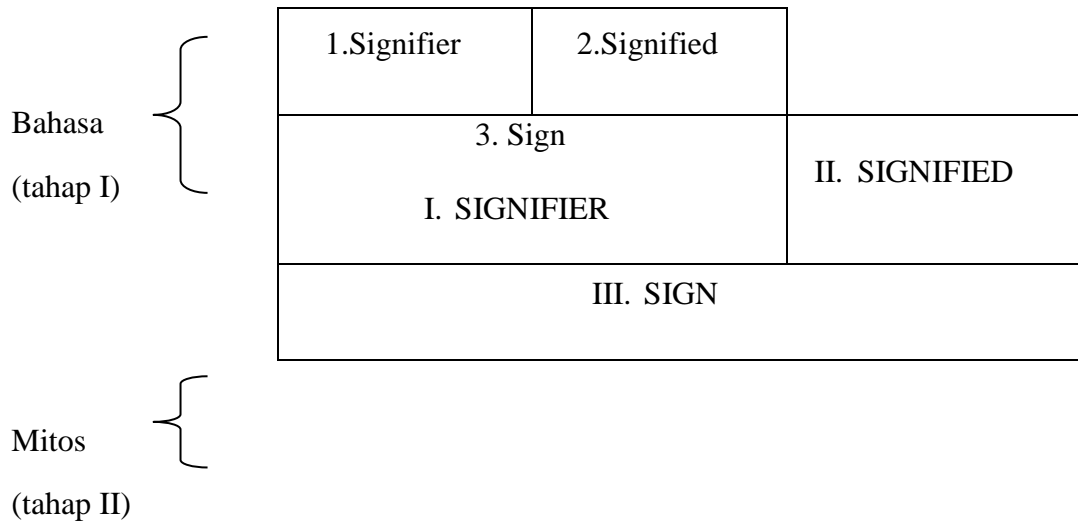 1.Signifier
2.Signified
Bahasa
(tahap I)
3. Sign
I. SIGNIFIER
II. SIGNIFIED
III. SIGN
Mitos
(tahap II)